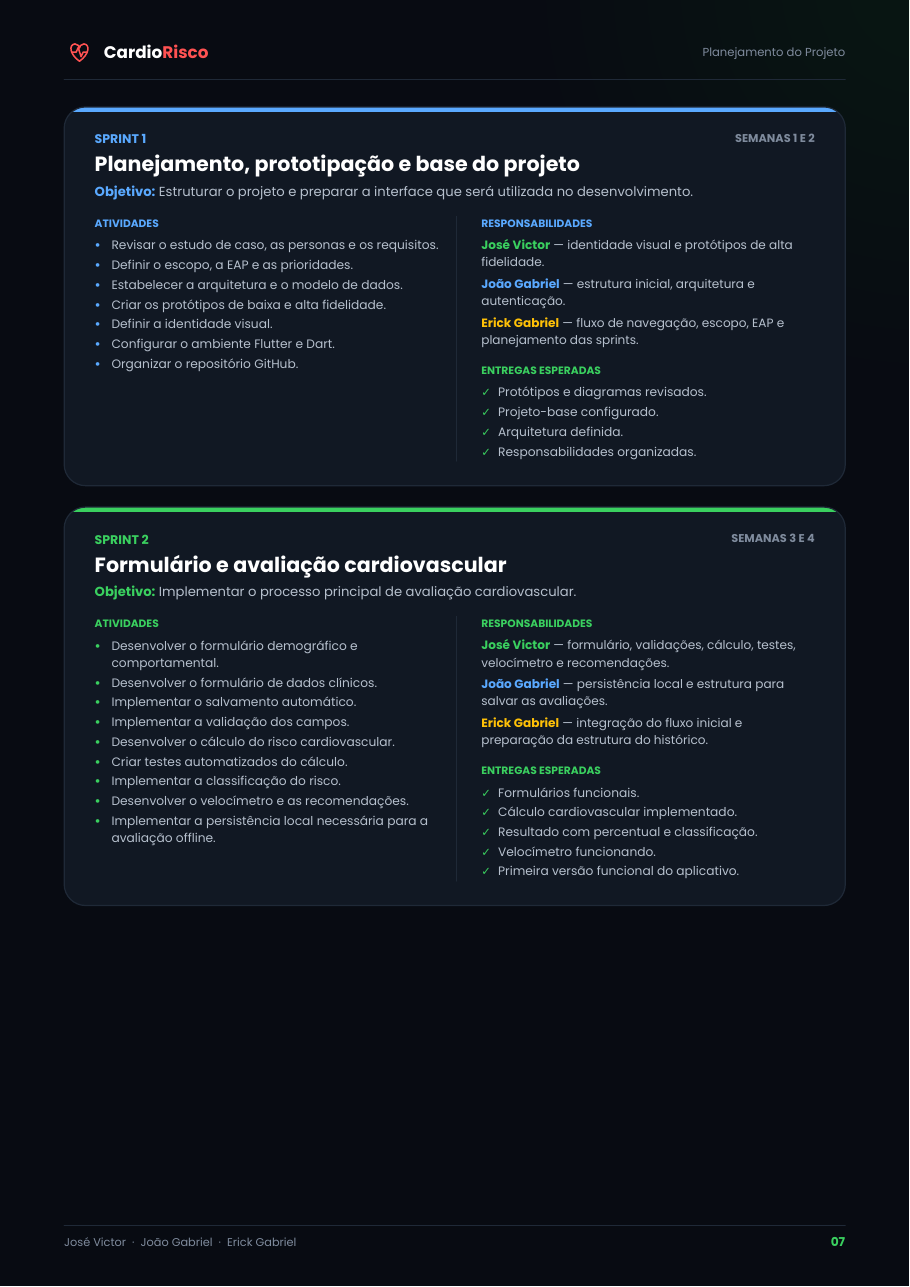 CardioRisco
Planejamento do Projeto
SPRINT 1
SEMANAS 1 E 2
Planejamento, prototipação e base do projeto
Objetivo: Estruturar o projeto e preparar a interface que será utilizada no desenvolvimento.
ATIVIDADES
• Revisar o estudo de caso, as personas e os requisitos.
• Definir o escopo, a EAP e as prioridades.
• Estabelecer a arquitetura e o modelo de dados.
• Criar os protótipos de baixa e alta fidelidade.
• Definir a identidade visual.
• Configurar o ambiente Flutter e Dart.
• Organizar o repositório GitHub.
RESPONSABILIDADES
José Victor — identidade visual e protótipos de alta
fidelidade.
João Gabriel — estrutura inicial, arquitetura e
autenticação.
Erick Gabriel — fluxo de navegação, escopo, EAP e
planejamento das sprints.
ENTREGAS ESPERADAS
✓ Protótipos e diagramas revisados.
✓ Projeto-base configurado.
✓ Arquitetura definida.
✓ Responsabilidades organizadas.
SPRINT 2
SEMANAS 3 E 4
Formulário e avaliação cardiovascular
Objetivo: Implementar o processo principal de avaliação cardiovascular.
ATIVIDADES
• Desenvolver o formulário demográfico e
comportamental.
• Desenvolver o formulário de dados clínicos.
• Implementar o salvamento automático.
• Implementar a validação dos campos.
• Desenvolver o cálculo do risco cardiovascular.
• Criar testes automatizados do cálculo.
• Implementar a classificação do risco.
• Desenvolver o velocímetro e as recomendações.
• Implementar a persistência local necessária para a
avaliação offline.
RESPONSABILIDADES
José Victor — formulário, validações, cálculo, testes,
velocímetro e recomendações.
João Gabriel — persistência local e estrutura para
salvar as avaliações.
Erick Gabriel — integração do fluxo inicial e
preparação da estrutura do histórico.
ENTREGAS ESPERADAS
✓ Formulários funcionais.
✓ Cálculo cardiovascular implementado.
✓ Resultado com percentual e classificação.
✓ Velocímetro funcionando.
✓ Primeira versão funcional do aplicativo.
José Victor · João Gabriel · Erick Gabriel
07